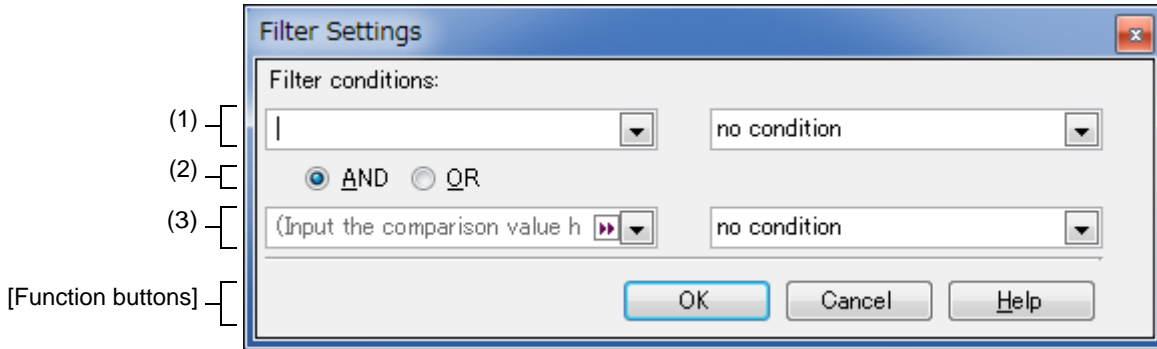 Filter Settings
Filter conditions:
(1)
no condition
(2)
AND OR
(3)
(Input the comparison value h
no condition
[Function buttons]
OK Cancel Help